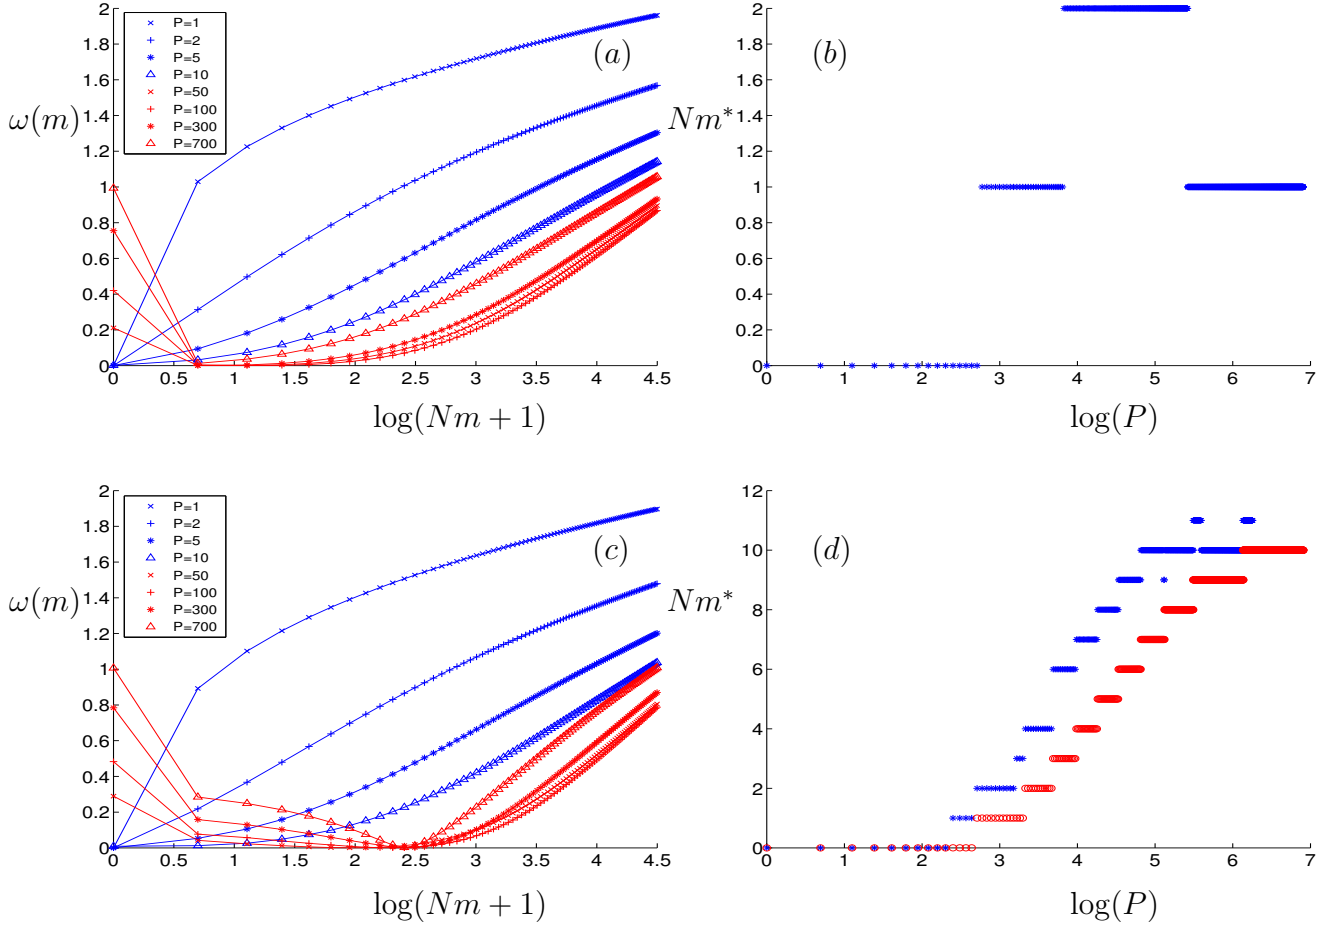 2
1.8
1.6
1.4
1.2
1
0.8
0.6
0.4
0.2
0
ω(m)
P=1
P=2
P=5
P=10
P=50
P=100
P=300
P=700
(a)
0 0.5 1 1.5 2 2.5 3 3.5 4 4.5
log(Nm + 1)
2
1.8
1.6
1.4
1.2
1
0.8
0.6
0.4
0.2
0
Nm*
(b)
0 1 2 3 4 5 6 7
log(P)
2
1.8
1.6
1.4
1.2
1
0.8
0.6
0.4
0.2
0
ω(m)
P=1
P=2
P=5
P=10
P=50
P=100
P=300
P=700
(c)
0 0.5 1 1.5 2 2.5 3 3.5 4 4.5
log(Nm + 1)
12
10
8
6
4
2
0
Nm*
(d)
0 1 2 3 4 5 6 7
log(P)